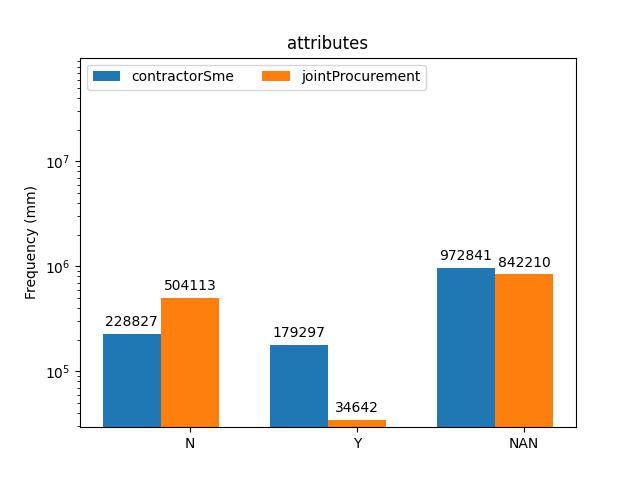 attributes
contractorSme jointProcurement
Frequency (mm)
10^7
10^6
10^5
228827 504113 179297 34642 972841 842210
N Y NAN